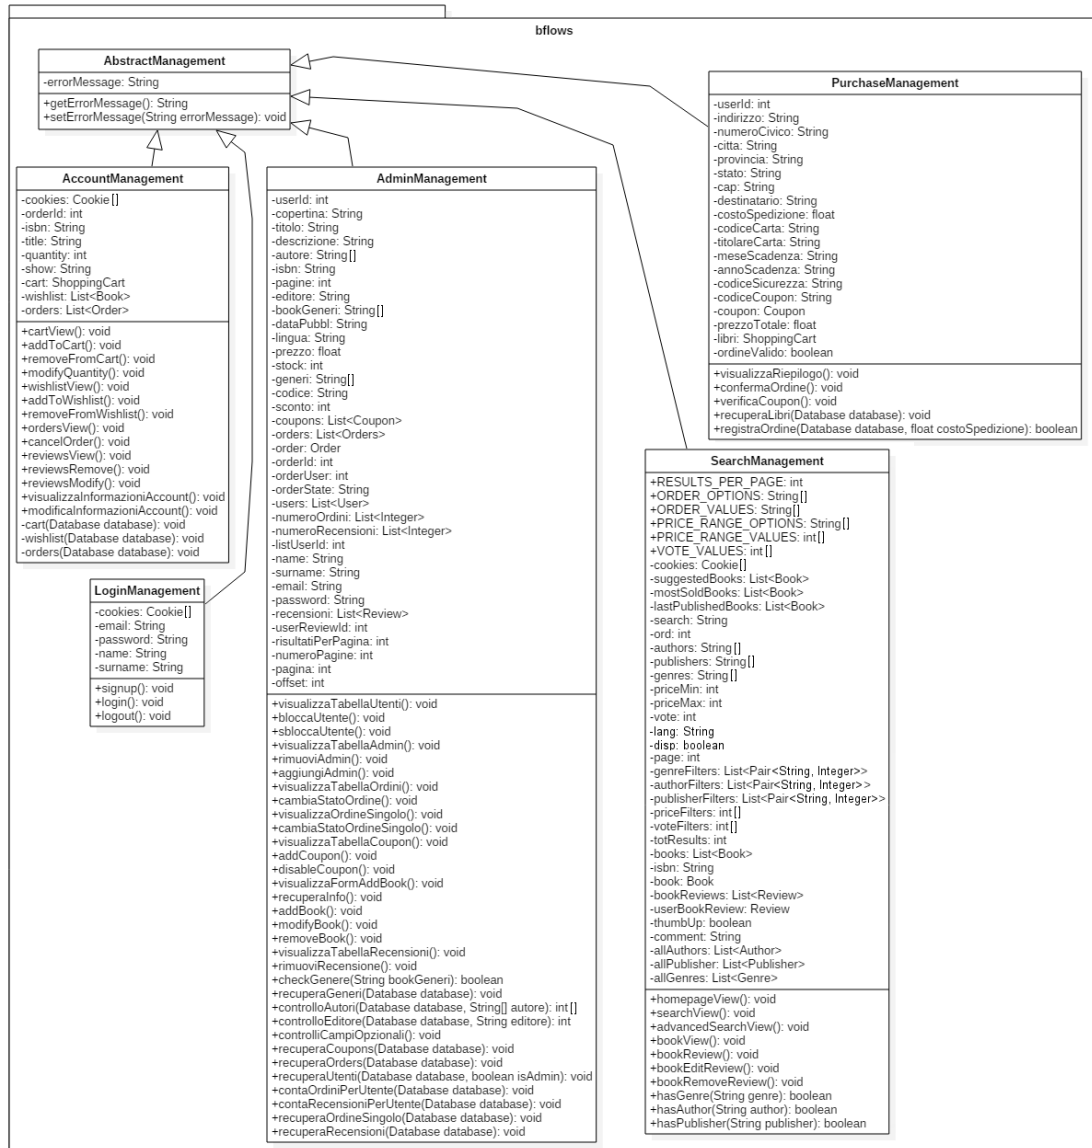 bflows
AbstractManagement
-errorMessage: String
+getErrorMessage(): String
+setErrorMessage(String errorMessage): void
PurchaseManagement
-userId: int
-indirizzo: String
-numeroCivico: String
-citta: String
-provincia: String
-stato: String
-cap: String
-destinatario: String
-costoSpedizione: float
-codiceCarta: String
-titolareCarta: String
-meseScadenza: String
-annoScadenza: String
-codiceSicurezza: String
-codiceCoupon: String
-coupon: Coupon
-prezzoTotale: float
-libri: ShoppingCart
-ordineValido: boolean
+visualizzaRiepilogo(): void
+confermaOrdine(): void
+verificaCoupon(): void
+recuperaLibri(Database database): void
+registraOrdine(Database database, float costoSpedizione): boolean
AccountManagement
-cookies: Cookie[]
-orderId: int
-isbn: String
-title: String
-quantity: int
-show: String
-cart: ShoppingCart
-wishlist: List<Book>
-orders: List<Order>
+cartView(): void
+addToCart(): void
+removeFromCart(): void
+modifyQuantity(): void
+wishlistView(): void
+addToWishlist(): void
+removeFromWishlist(): void
+ordersView(): void
+cancelOrder(): void
+reviewsView(): void
+reviewsRemove(): void
+reviewsModify(): void
+visualizzaInformazioniAccount(): void
+modificaInformazioniAccount(): void
-cart(Database database): void
-wishlist(Database database): void
-orders(Database database): void
AdminManagement
-userId: int
-copertina: String
-titolo: String
-descrizione: String
-autore: String[]
-isbn: String
-pagine: int
-editore: String
-bookGeneri: String[]
-dataPubbl: String
-lingua: String
-prezzo: float
-stock: int
-generi: String[]
-codice: String
-sconto: int
-coupons: List<Coupon>
-orders: List<Orders>
-order: Order
-orderId: int
-orderUser: int
-orderState: String
-users: List<User>
-numeroOrdini: List<Integer>
-numeroRecensioni: List<Integer>
-listUserId: int
-name: String
-surname: String
-email: String
-password: String
-recensioni: List<Review>
-userReviewId: int
-risultatiPerPagina: int
-numeroPagine: int
-pagina: int
-offset: int
+visualizzaTabellaUtenti(): void
+bloccaUtente(): void
+sbloccaUtente(): void
+visualizzaTabellaAdmin(): void
+rimuoviAdmin(): void
+aggiungiAdmin(): void
+visualizzaTabellaOrdini(): void
+cambiaStatoOrdine(): void
+visualizzaOrdineSingolo(): void
+cambiaStatoOrdineSingolo(): void
+visualizzaTabellaCoupon(): void
+addCoupon(): void
+disableCoupon(): void
+visualizzaFormAddBook(): void
+recuperaInfo(): void
+addBook(): void
+modifyBook(): void
+removeBook(): void
+visualizzaTabellaRecensioni(): void
+rimuoviRecensione(): void
+checkGenere(String bookGeneri): boolean
+recuperaGeneri(Database database): void
+controlloAutori(Database database, String[] autore): int[]
+controlloEditore(Database database, String editore): int
+controlliCampiOpzionali(): void
+recuperaCoupons(Database database): void
+recuperaOrders(Database database): void
+recuperaUtenti(Database database, boolean isAdmin): void
+contaOrdiniPerUtente(Database database): void
+contaRecensioniPerUtente(Database database): void
+recuperaOrdineSingolo(Database database): void
+recuperaRecensioni(Database database): void
LoginManagement
-cookies: Cookie[]
-email: String
-password: String
-name: String
-surname: String
+signup(): void
+login(): void
+logout(): void
SearchManagement
+RESULTS_PER_PAGE: int
+ORDER_OPTIONS: String[]
+ORDER_VALUES: String[]
+PRICE_RANGE_OPTIONS: String[]
+PRICE_RANGE_VALUES: int[]
+VOTE_VALUES: int[]
-cookies: Cookie[]
-suggestedBooks: List<Book>
-mostSoldBooks: List<Book>
-lastPublishedBooks: List<Book>
-search: String
-ord: int
-authors: String[]
-publishers: String[]
-genres: String[]
-priceMin: int
-priceMax: int
-vote: int
-lang: String
-disp: boolean
-page: int
-genreFilters: List<Pair<String, Integer>>
-authorFilters: List<Pair<String, Integer>>
-publisherFilters: List<Pair<String, Integer>>
-priceFilters: int[]
-voteFilters: int[]
-totResults: int
-books: List<Book>
-isbn: String
-book: Book
-bookReviews: List<Review>
-userBookReview: Review
-thumbUp: boolean
-comment: String
-allAuthors: List<Author>
-allPublisher: List<Publisher>
-allGenres: List<Genre>
+homepageView(): void
+searchView(): void
+advancedSearchView(): void
+bookView(): void
+bookReview(): void
+bookEditReview(): void
+bookRemoveReview(): void
+hasGenre(String genre): boolean
+hasAuthor(String author): boolean
+hasPublisher(String publisher): boolean